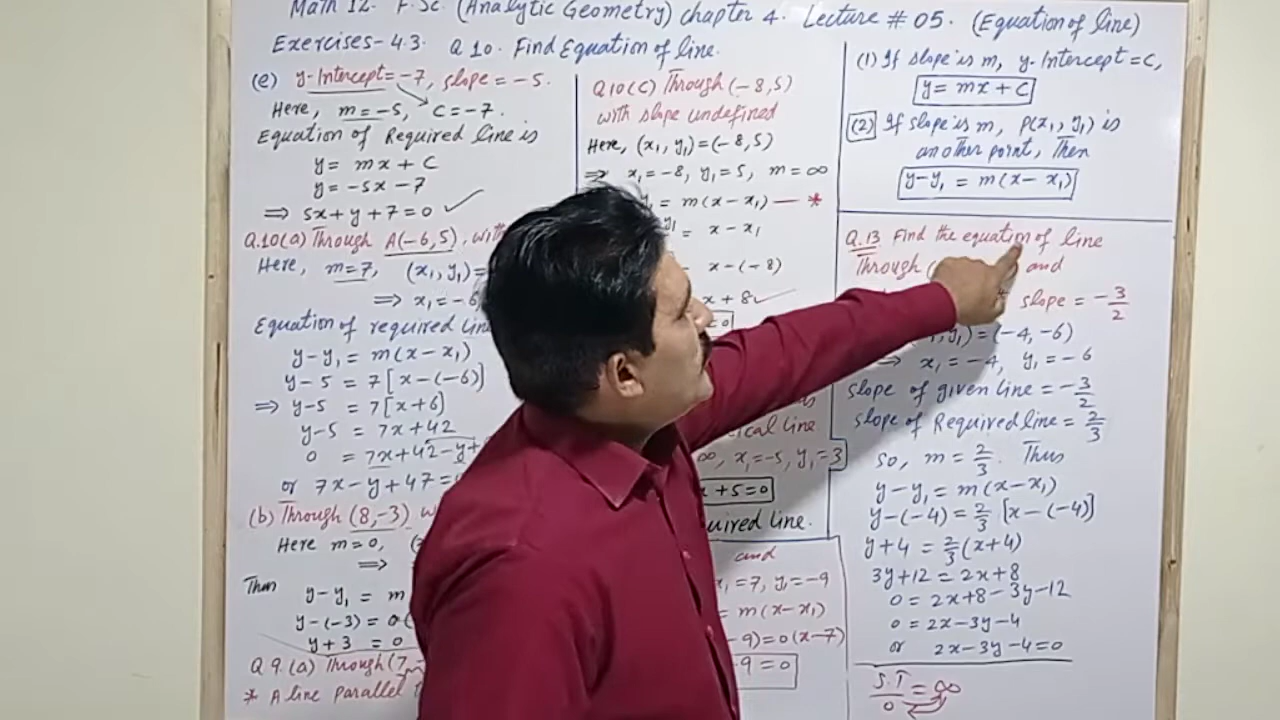 Math 12. F.Sc. (Analytic Geometry) chapter 4. Lecture # 05. (Equation of line)
Exercises-4.3. Q 10. Find Equation of line.
(e) y-Intercept = -7, slope = -5.
Here, m = -5, C = -7.
Equation of Required line is
y = mx + c
y = -5x - 7
⇒ 5x + y + 7 = 0 ✓
Q.10(a) Through A(-6,5), with
Here, m = 7, (x₁, y₁) =
⇒ x₁ = -6
Equation of required line
y - y₁ = m(x - x₁)
y - 5 = 7[x - (-6)]
⇒ y - 5 = 7[x + 6]
y - 5 = 7x + 42
0 = 7x + 42 - y +
or 7x - y + 47 =
(b) Through (8, -3)
Here m = 0,
⇒
Then y - y₁ = m
y - (-3) = 0(
y + 3 = 0
Q 9. (a) Through (7,
* A line parallel
Q10(C) Through (-8,5)
with slope undefined
Here, (x₁, y₁) = (-8,5)
⇒ x₁ = -8, y₁ = 5, m = ∞
= m(x - x₁) — *
= x - x₁
x - (-8)
x + 8 ✓
= 0
line
∞, x₁ = -5, y₁ = 3
x + 5 = 0
line.
and
= 7, y₁ = -9
= m(x - x₁)
9) = 0(x - 7)
9 = 0
(1) If slope is m, y-Intercept = C,
y = mx + C
(2) If slope is m, P(x₁, y₁) is
another point, Then
y - y₁ = m(x - x₁)
Q.13 Find the equation of line
Through ( and
slope = -3/2
y₁) = (-4, -6)
⇒ x₁ = -4, y₁ = -6
slope of given line = -3/2
slope of Required line = 2/3
so, m = 2/3. Thus
y - y₁ = m(x - x₁)
y - (-4) = 2/3 [x - (-4)]
y + 4 = 2/3 (x + 4)
3y + 12 = 2x + 8
0 = 2x + 8 - 3y - 12
0 = 2x - 3y - 4
or 2x - 3y - 4 = 0
S.T/0 = ∞